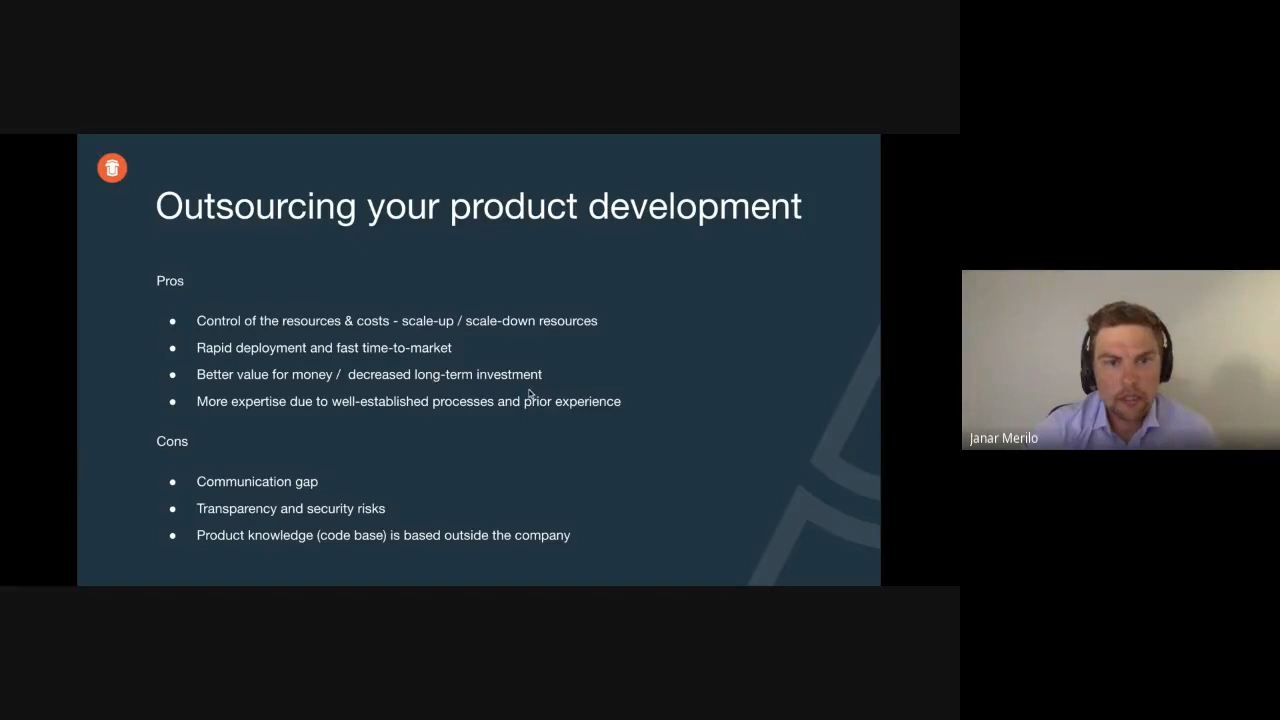 Outsourcing your product development
Pros
● Control of the resources & costs - scale-up / scale-down resources
● Rapid deployment and fast time-to-market
● Better value for money / decreased long-term investment
● More expertise due to well-established processes and prior experience
Cons
● Communication gap
● Transparency and security risks
● Product knowledge (code base) is based outside the company
Janar Merilo